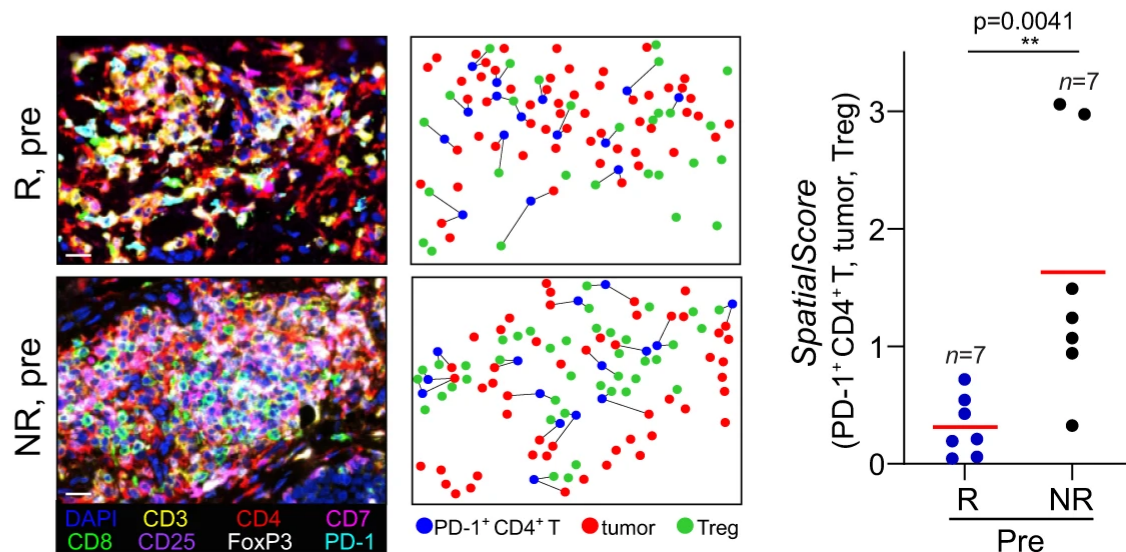 R, pre
NR, pre
DAPI CD3 CD4 CD7
CD8 CD25 FoxP3 PD-1
PD-1⁺ CD4⁺ T tumor Treg
p=0.0041
**
n=7
n=7
SpatialScore
(PD-1⁺ CD4⁺ T, tumor, Treg)
3
2
1
0
R NR
Pre